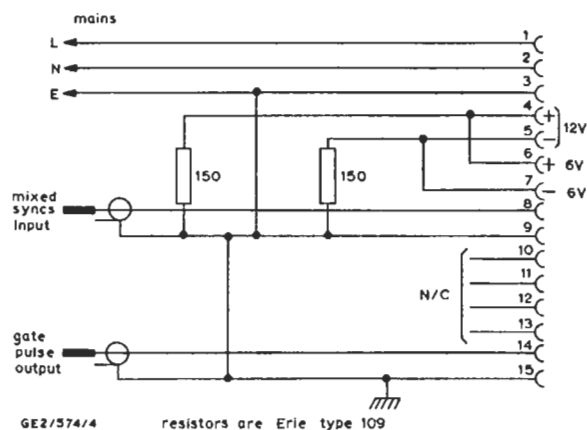 mains
L
N
E
1
2
3
4 +
5 −
12V
6 + 6V
7 − 6V
150
150
mixed
syncs
input
8
9
10
11
12
13
N/C
gate
pulse
output
14
15
GE2/574/4
resistors are Erie type 109